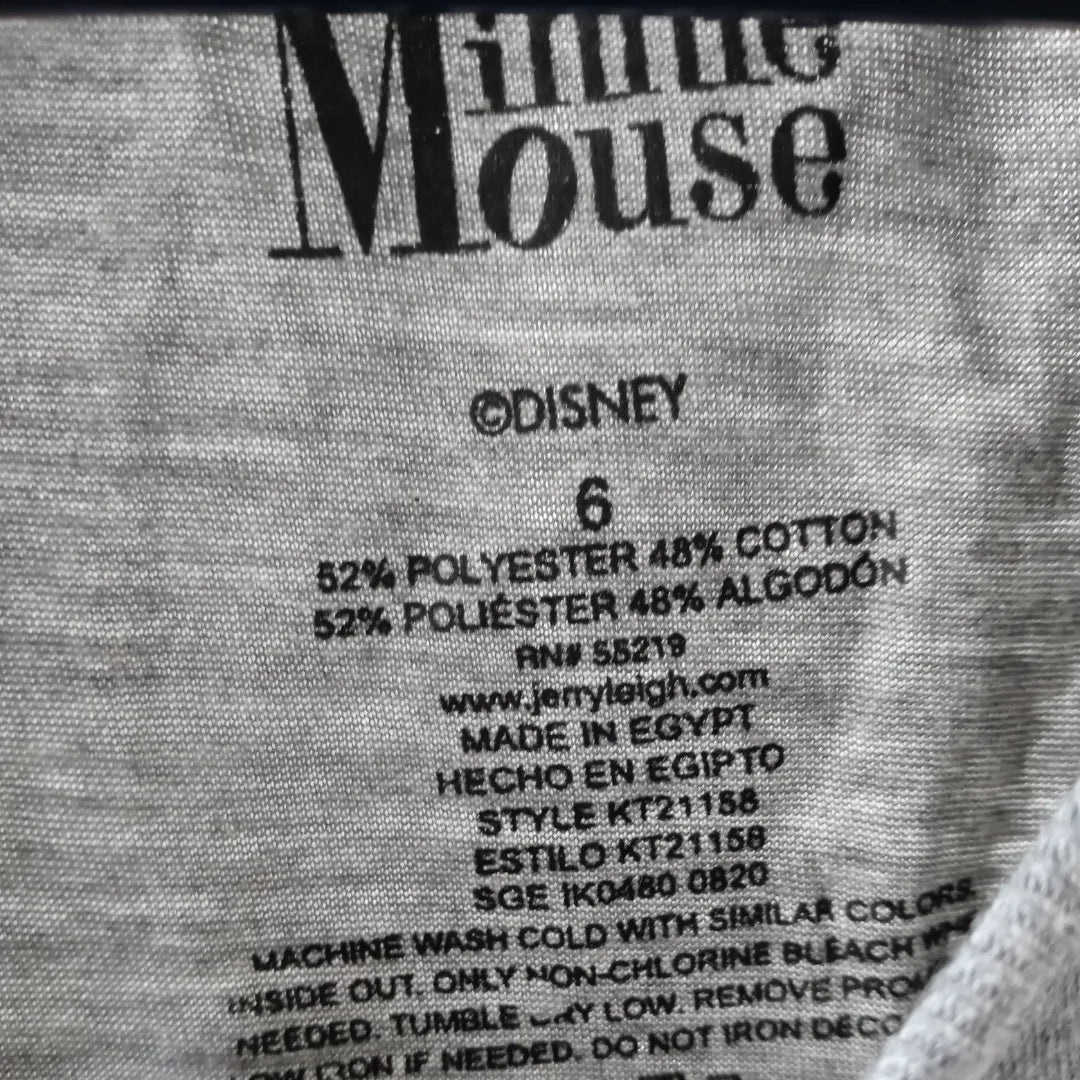 Minnie
Mouse
©DISNEY
6
52% POLYESTER 48% COTTON
52% POLIÉSTER 48% ALGODÓN
RN# 55219
www.jerryleigh.com
MADE IN EGYPT
HECHO EN EGIPTO
STYLE KT21158
ESTILO KT21158
SGE IK0480 0820
MACHINE WASH COLD WITH SIMILAR COLORS.
INSIDE OUT. ONLY NON-CHLORINE BLEACH
NEEDED. TUMBLE DRY LOW. REMOVE
IRON IF NEEDED. DO NOT IRON